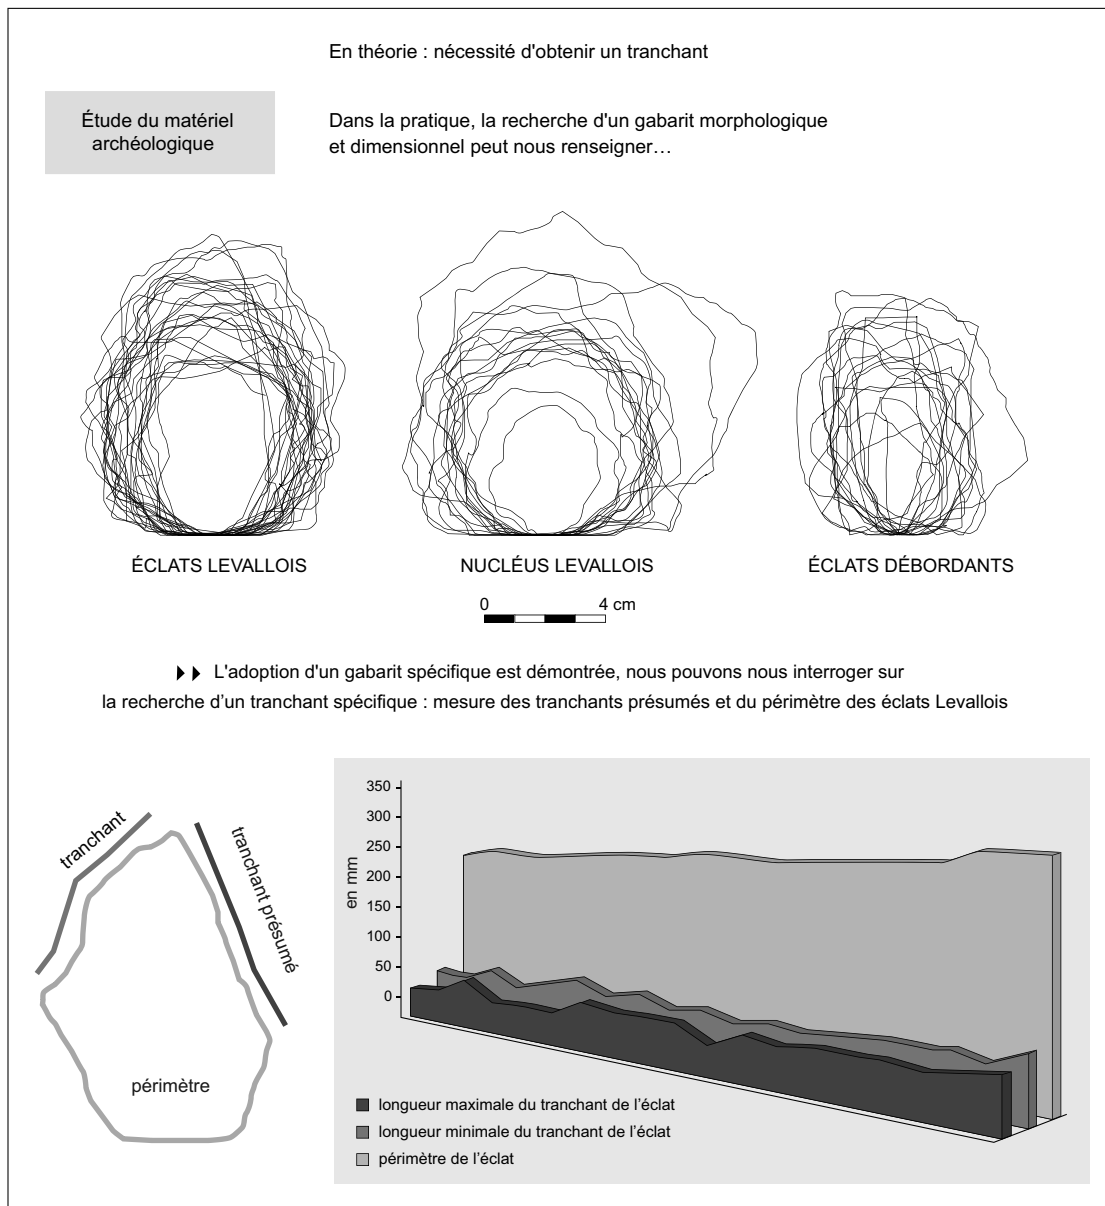 En théorie : nécessité d'obtenir un tranchant
Étude du matériel
archéologique
Dans la pratique, la recherche d'un gabarit morphologique
et dimensionnel peut nous renseigner…
ÉCLATS LEVALLOIS
NUCLÉUS LEVALLOIS
ÉCLATS DÉBORDANTS
0 4 cm
L'adoption d'un gabarit spécifique est démontrée, nous pouvons nous interroger sur
la recherche d’un tranchant spécifique : mesure des tranchants présumés et du périmètre des éclats Levallois
tranchant
tranchant présumé
périmètre
en mm
350
300
250
200
150
100
50
0
longueur maximale du tranchant de l’éclat
longueur minimale du tranchant de l’éclat
périmètre de l’éclat